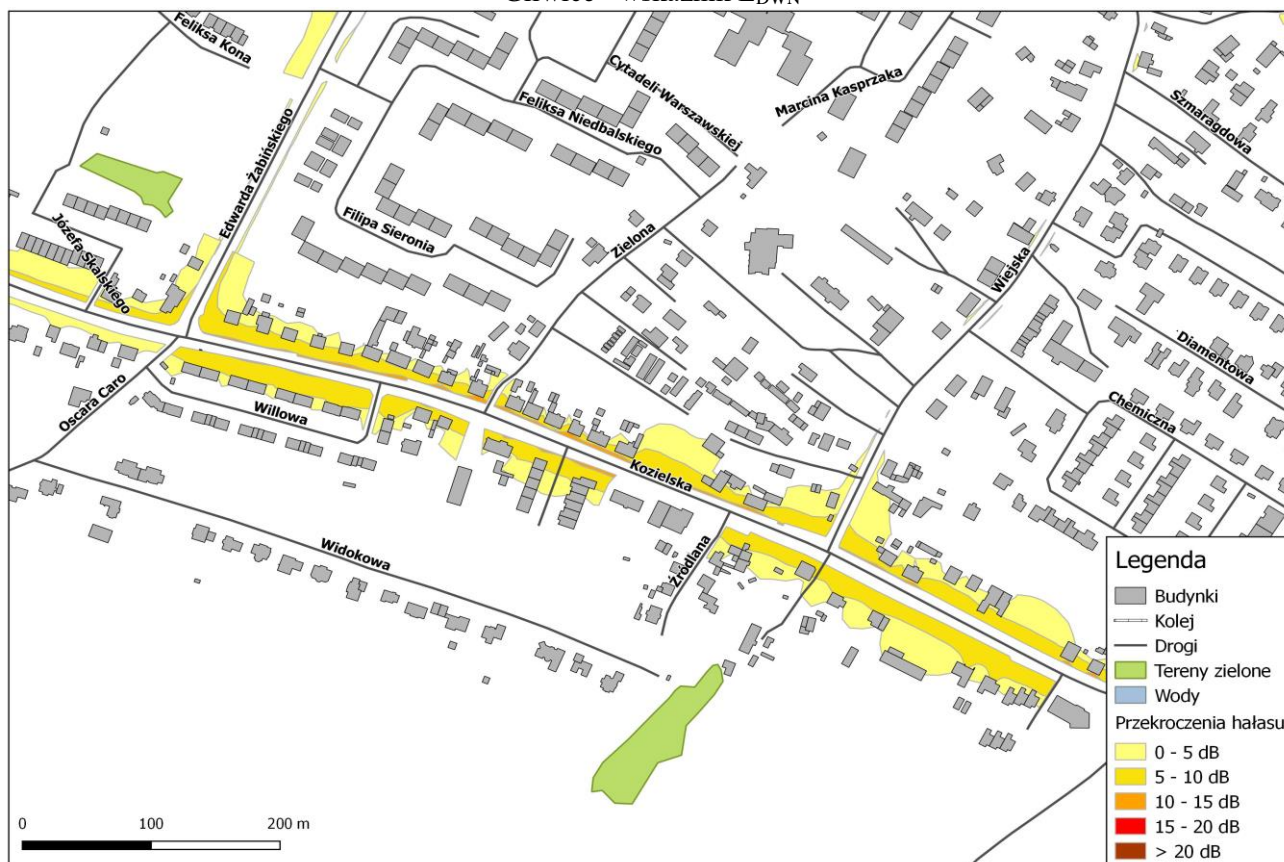 Feliksa Kona
Cytadeli Warszawskiej
Marcina Kasprzaka
Feliksa Niedbalskiego
Szmaragdowa
Edwarda Żabińskiego
Józefa Skalskiego
Filipa Sieronia
Zielona
Wiejska
Diamentowa
Oscara Caro
Willowa
Chemiczna
Kozielska
Widokowa
Źródlana
Legenda
Budynki
Kolej
Drogi
Tereny zielone
Wody
Przekroczenia hałasu
0 - 5 dB
5 - 10 dB
10 - 15 dB
15 - 20 dB
> 20 dB
0 100 200 m